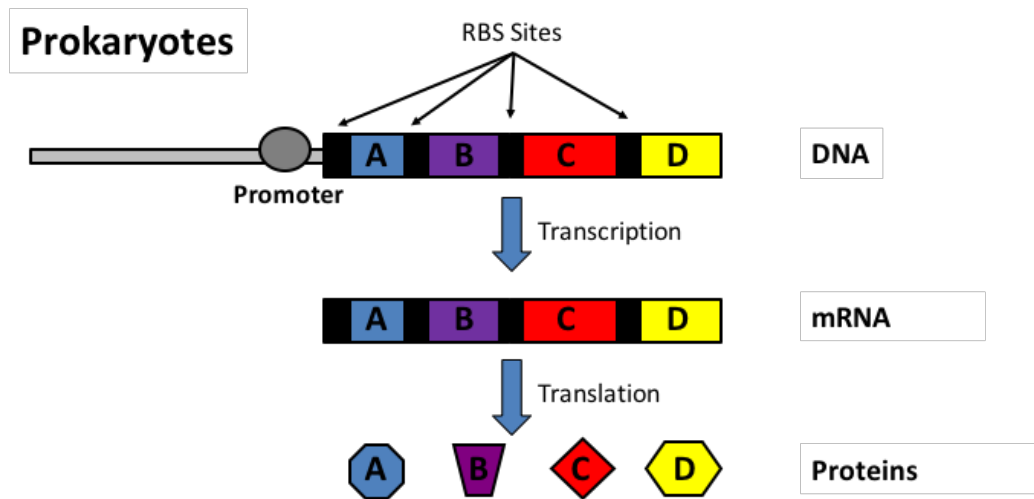 Prokaryotes
RBS Sites
A B C D
DNA
Promoter
Transcription
A B C D
mRNA
Translation
A B C D
Proteins